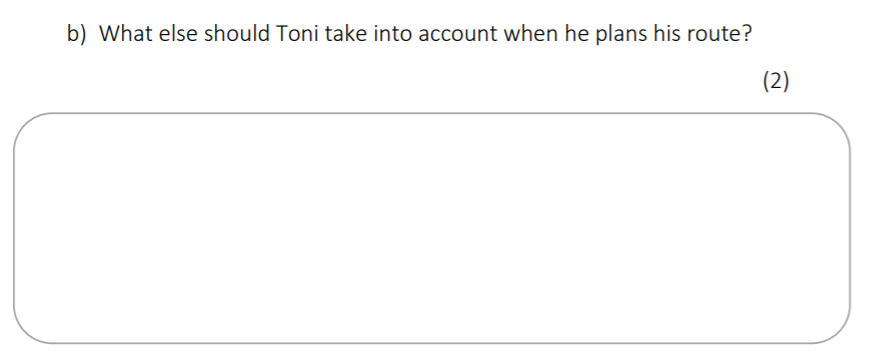 b) What else should Toni take into account when he plans his route?
(2)